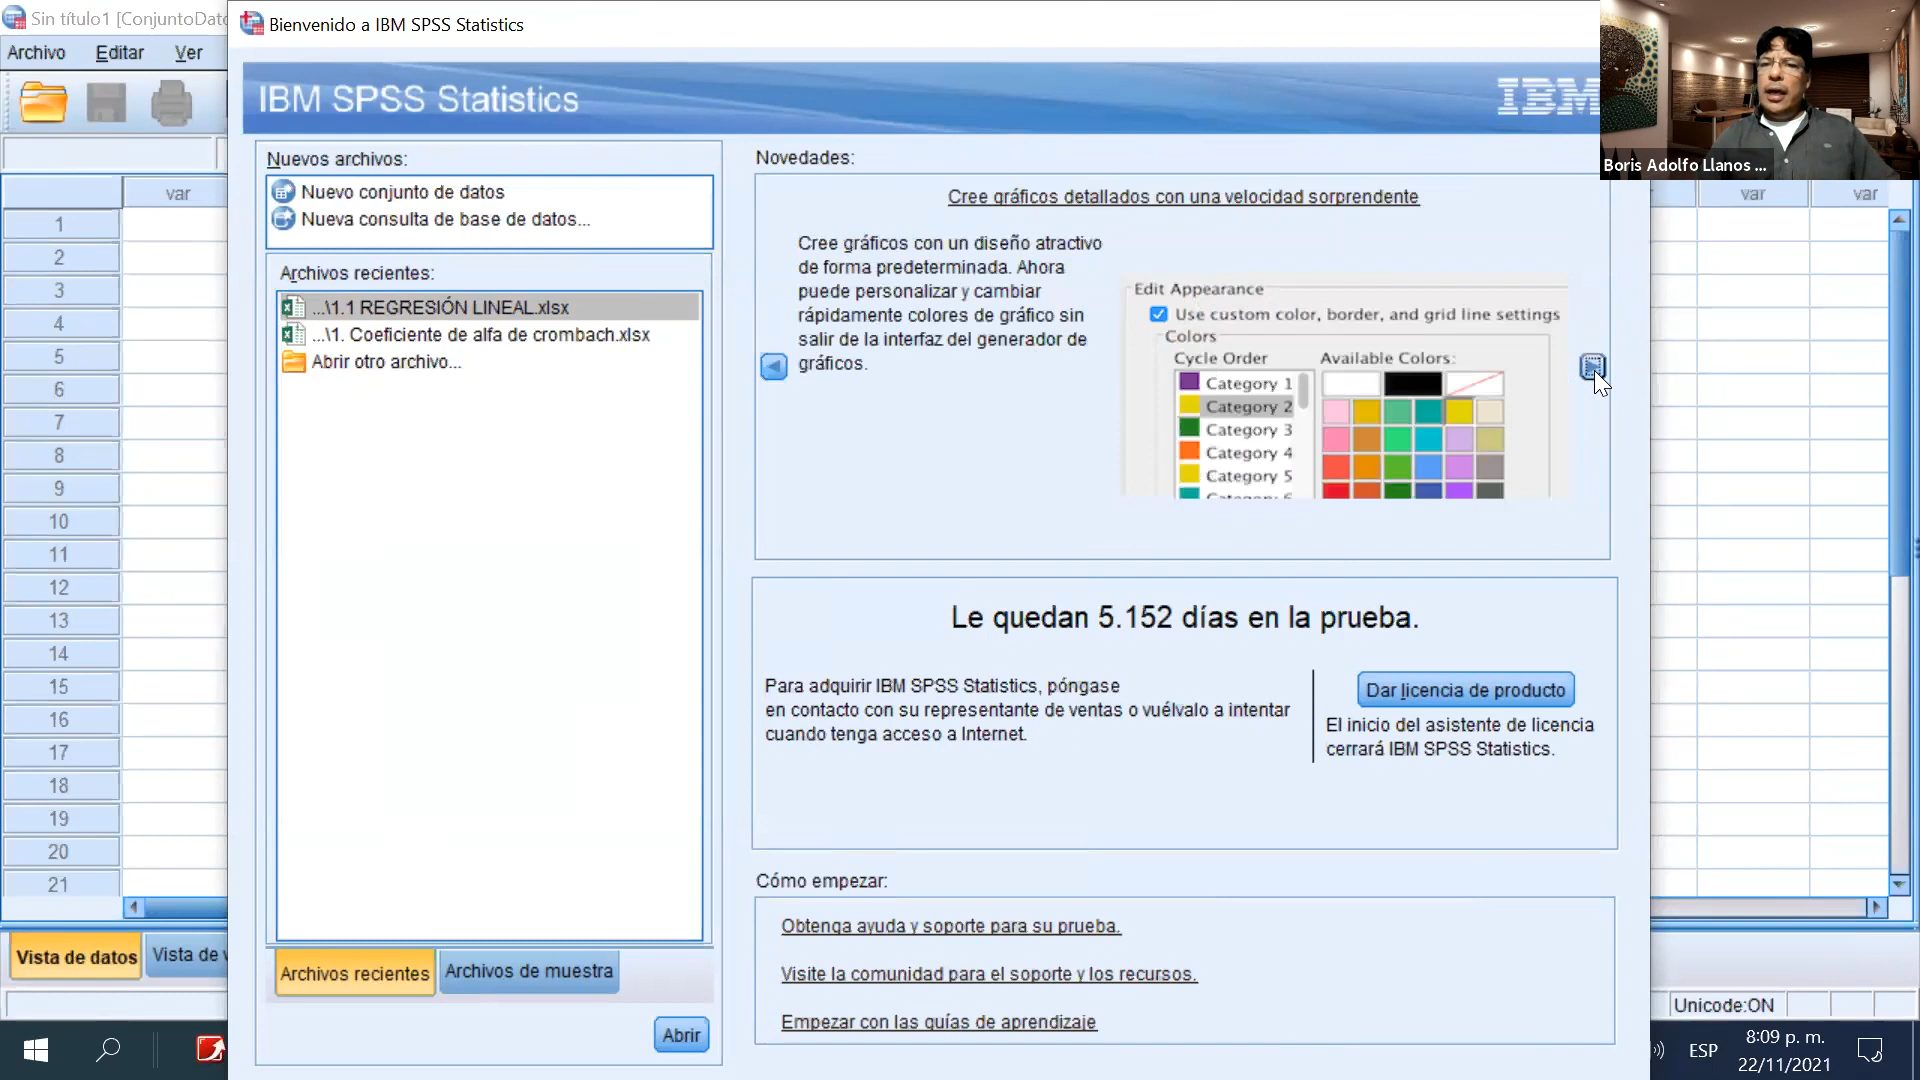 Sin título1 [ConjuntoDato
Bienvenido a IBM SPSS Statistics
Archivo Editar Ver
IBM SPSS Statistics
IBM
Boris Adolfo Llanos ...
Nuevos archivos:
Nuevo conjunto de datos
Nueva consulta de base de datos...
Archivos recientes:
...\1.1 REGRESIÓN LINEAL.xlsx
...\1. Coeficiente de alfa de crombach.xlsx
Abrir otro archivo...
Archivos recientes
Archivos de muestra
Abrir
Novedades:
Cree gráficos detallados con una velocidad sorprendente
Cree gráficos con un diseño atractivo
de forma predeterminada. Ahora
puede personalizar y cambiar
rápidamente colores de gráfico sin
salir de la interfaz del generador de
gráficos.
Edit Appearance
Use custom color, border, and grid line settings
Colors
Cycle Order
Available Colors:
Category 1
Category 2
Category 3
Category 4
Category 5
Le quedan 5.152 días en la prueba.
Para adquirir IBM SPSS Statistics, póngase
en contacto con su representante de ventas o vuélvalo a intentar
cuando tenga acceso a Internet.
Dar licencia de producto
El inicio del asistente de licencia
cerrará IBM SPSS Statistics.
Cómo empezar:
Obtenga ayuda y soporte para su prueba.
Visite la comunidad para el soporte y los recursos.
Empezar con las guías de aprendizaje
var
var
var
1
2
3
4
5
6
7
8
9
10
11
12
13
14
15
16
17
18
19
20
21
Vista de datos
Vista de v
Unicode:ON
ESP
8:09 p. m.
22/11/2021